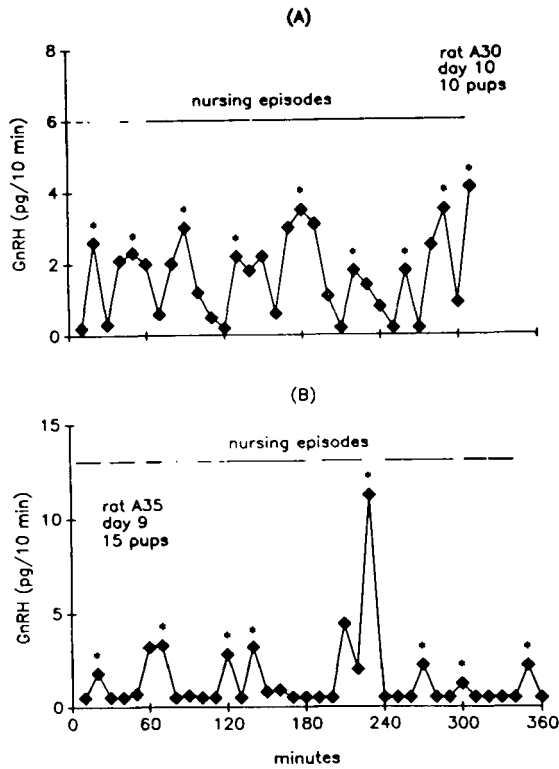 (A)
8
6
4
2
0
GnRH (pg/10 min)
rat A30
day 10
10 pups
nursing episodes
* * * * * * * * *
(B)
15
10
5
0
GnRH (pg/10 min)
nursing episodes
rat A35
day 9
15 pups
* * * * * * * *
0 60 120 180 240 300 360
minutes